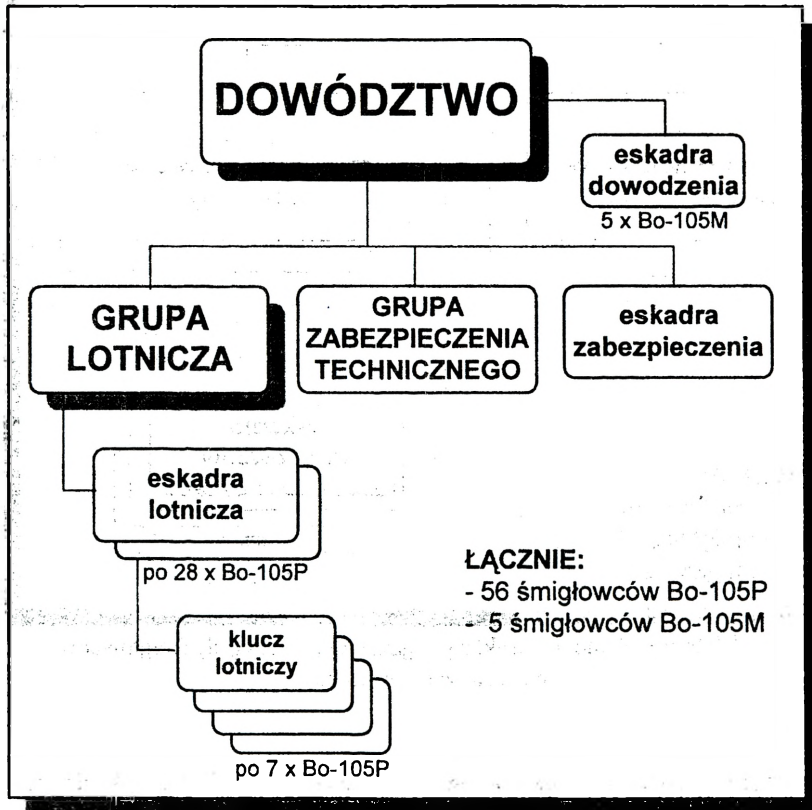 DOWÓDZTWO
eskadra
dowodzenia
5 x Bo-105M
GRUPA
LOTNICZA
GRUPA
ZABEZPIECZENIA
TECHNICZNEGO
eskadra
zabezpieczenia
eskadra
lotnicza
po 28 x Bo-105P
klucz
lotniczy
po 7 x Bo-105P
ŁĄCZNIE:
- 56 śmigłowców Bo-105P
- 5 śmigłowców Bo-105M